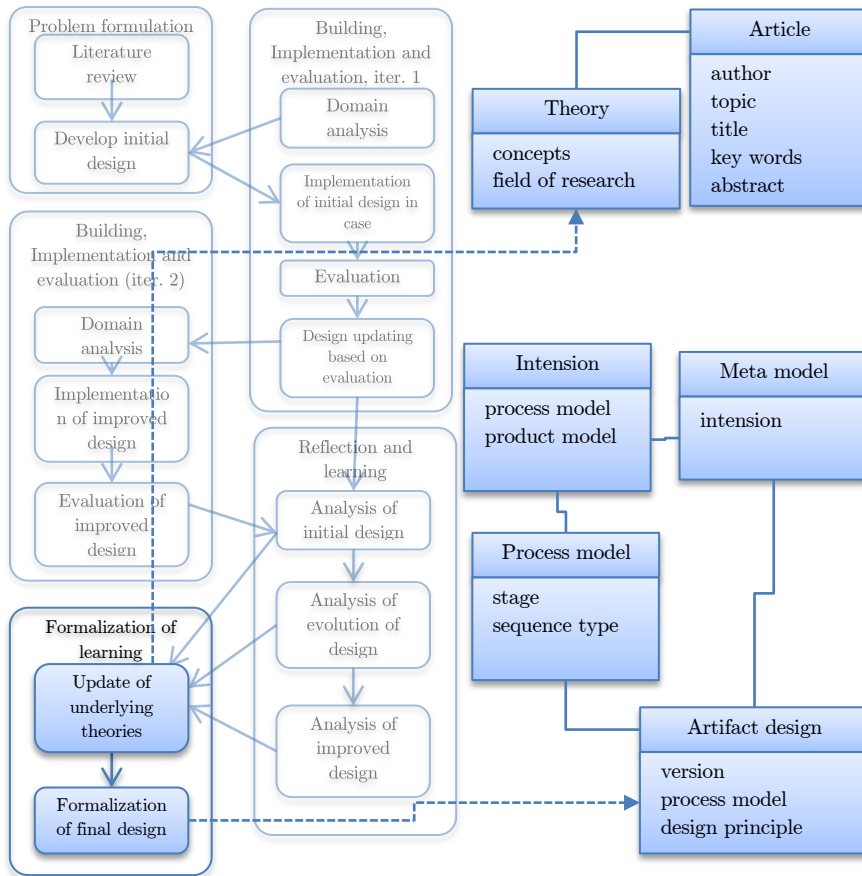 Problem formulation
Literature
review
Develop initial
design
Building,
Implementation and
evaluation, iter. 1
Domain
analysis
Implementation
of initial design in
case
Evaluation
Design updating
based on
evaluation
Building,
Implementation and
evaluation (iter. 2)
Domain
analysis
Implementatio
n of improved
design
Evaluation of
improved
design
Reflection and
learning
Analysis of
initial design
Analysis of
evolution of
design
Analysis of
improved
design
Formalization of
learning
Update of
underlying
theories
Formalization
of final design
Article
author
topic
title
key words
abstract
Theory
concepts
field of research
Intension
process model
product model
Meta model
intension
Process model
stage
sequence type
Artifact design
version
process model
design principle